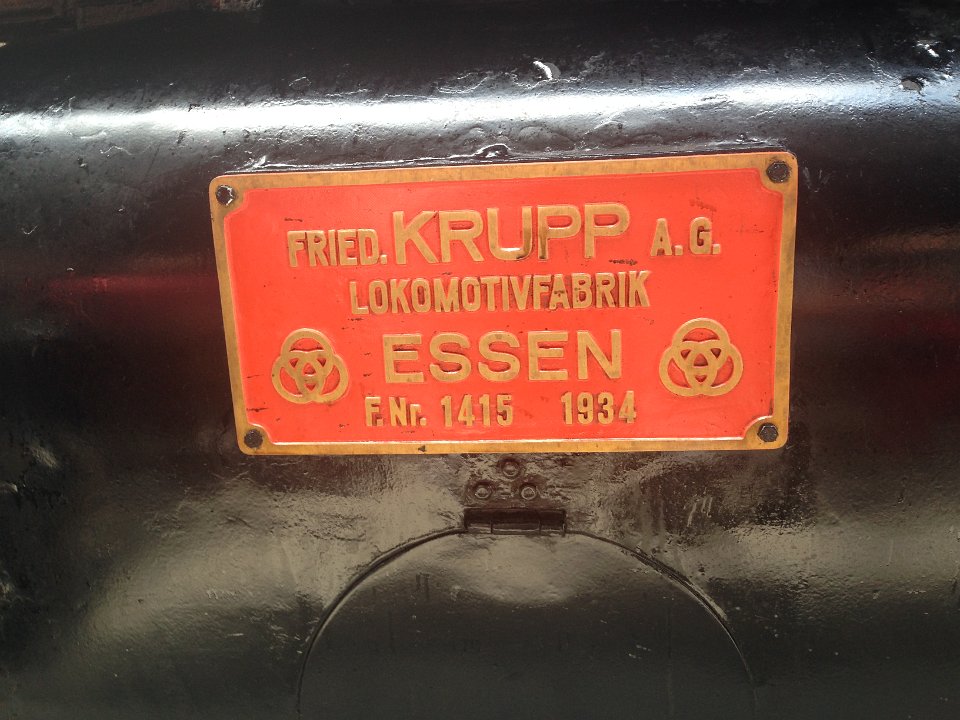 FRIED. KRUPP A.G.
LOKOMOTIVFABRIK
ESSEN
F.Nr. 1415 1934